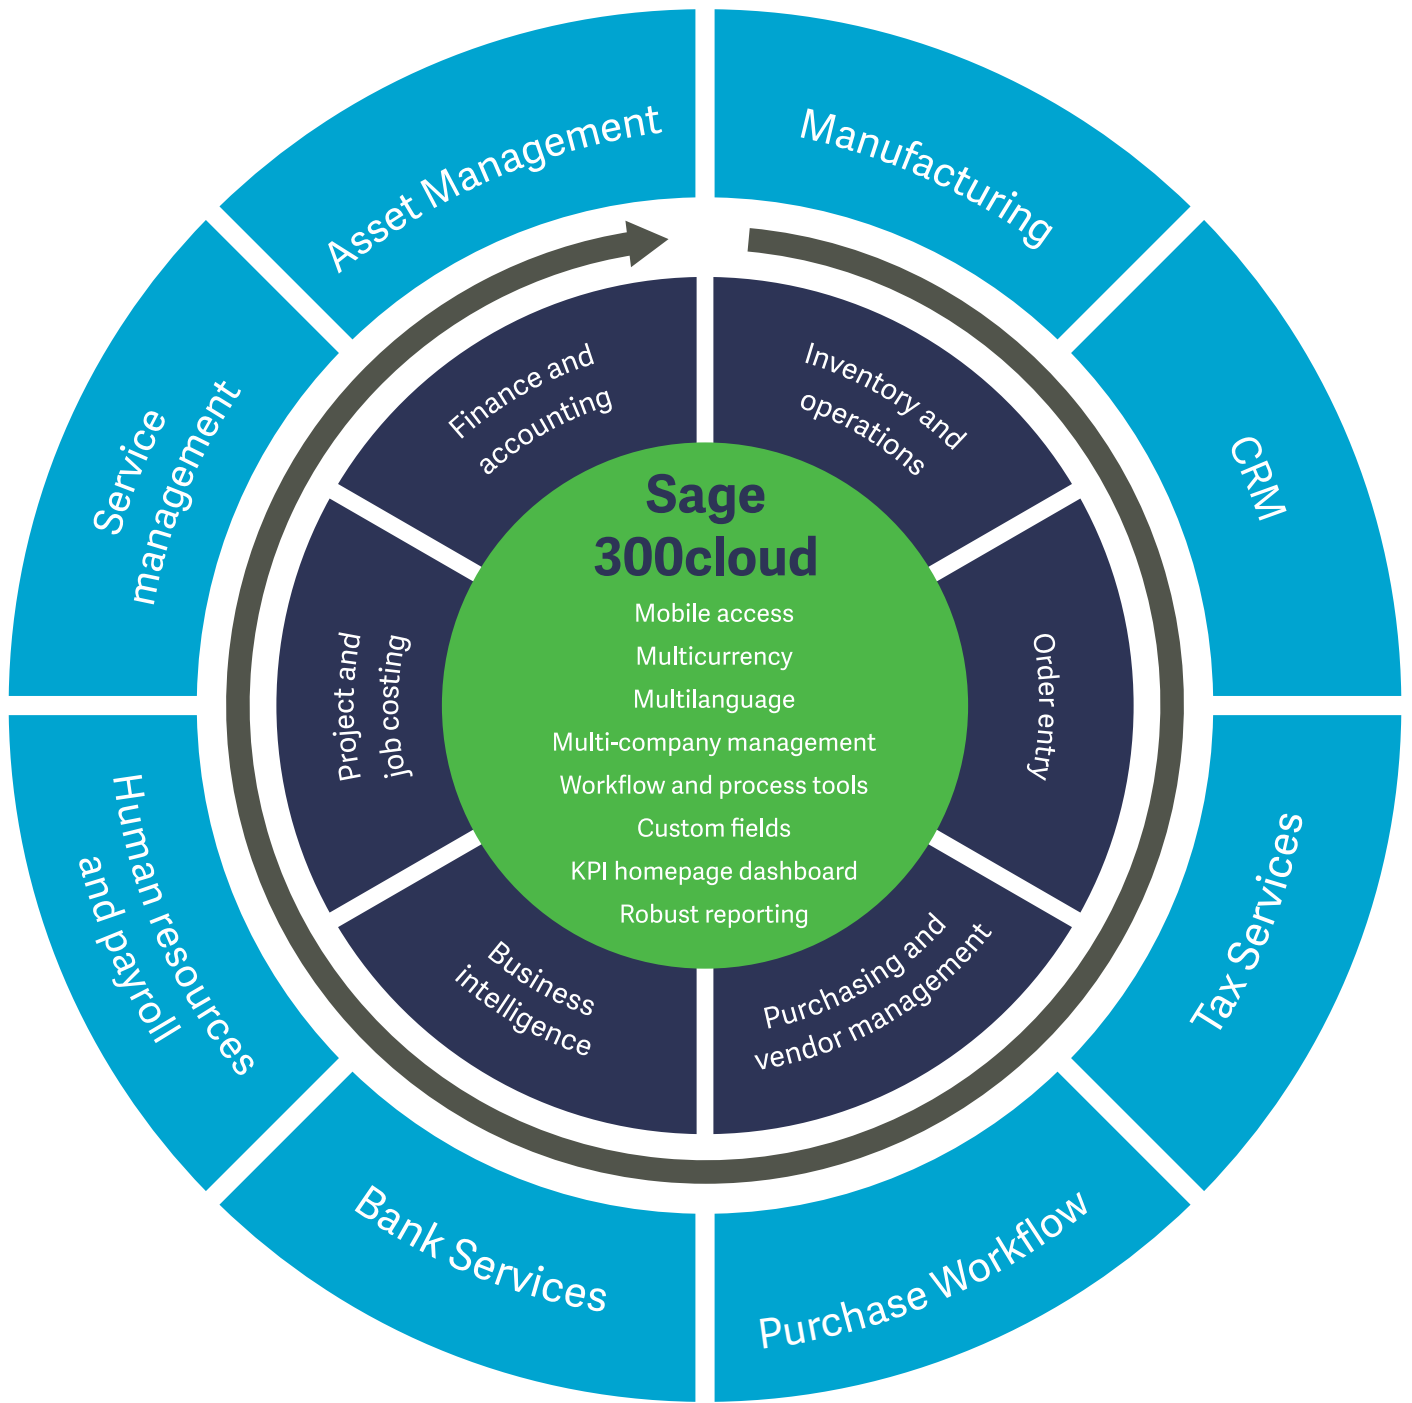 Asset Management
Manufacturing
CRM
Tax Services
Purchase Workflow
Bank Services
Human resources
and payroll
Service
management
Finance and
accounting
Inventory and
operations
Order entry
Purchasing and
vendor management
Business
intelligence
Project and
job costing
Sage
300cloud
Mobile access
Multicurrency
Multilanguage
Multi-company management
Workflow and process tools
Custom fields
KPI homepage dashboard
Robust reporting